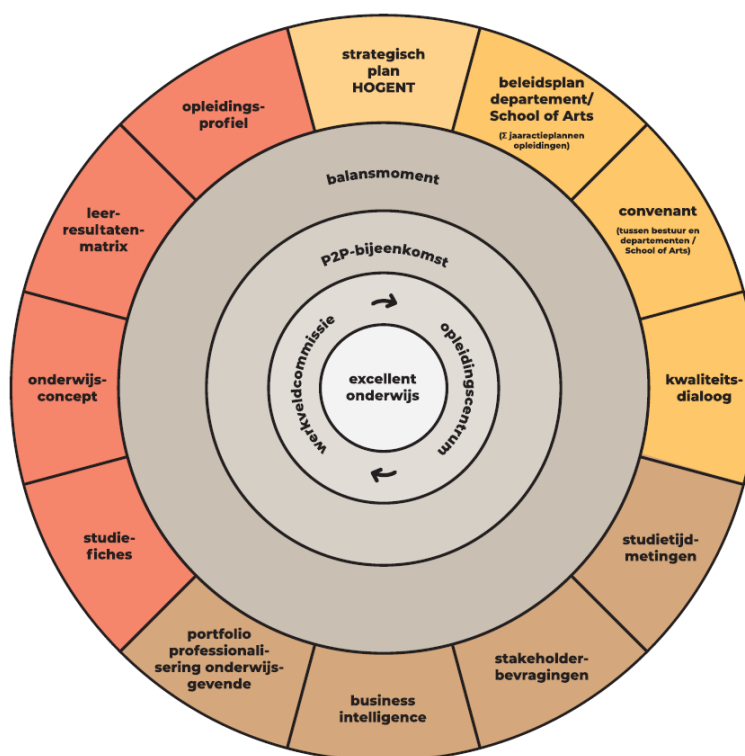 strategisch
plan
HOGENT
beleidsplan
departement/
School of Arts
(Σ jaaractieplannen
opleidingen)
convenant
(tussen bestuur en
departementen /
School of Arts)
kwaliteits-
dialoog
studietijd-
metingen
stakeholder-
bevragingen
business
intelligence
portfolio
professionali-
sering onderwijs-
gevende
studie-
fiches
onderwijs-
concept
leer-
resultaten-
matrix
opleidings-
profiel
balansmoment
P2P-bijeenkomst
werkveldcommissie
opleidingscentrum
excellent
onderwijs